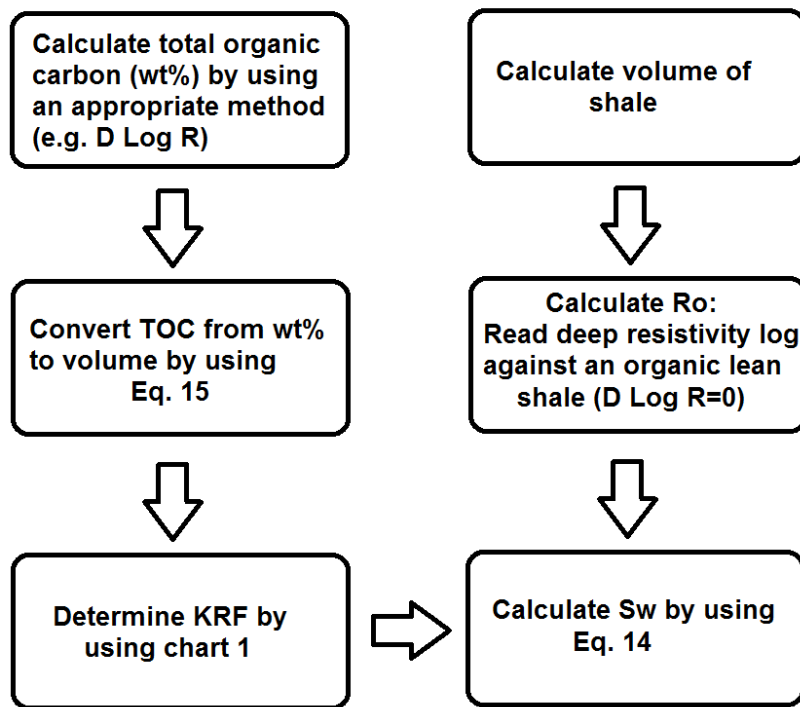 Calculate total organic
carbon (wt%) by using
an appropriate method
(e.g. D Log R)
Convert TOC from wt%
to volume by using
Eq. 15
Determine KRF by
using chart 1
Calculate volume of
shale
Calculate Ro:
Read deep resistivity log
against an organic lean
shale (D Log R=0)
Calculate Sw by using
Eq. 14